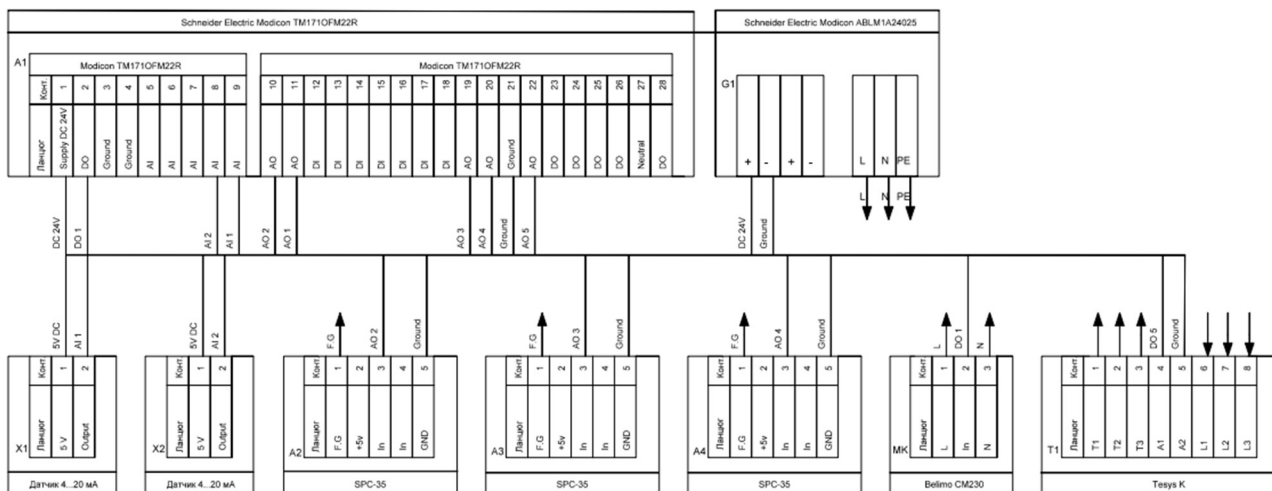 Schneider Electric Modicon TM171OFM22R
Schneider Electric Modicon ABLM1A24025
A1
Modicon TM171OFM22R
Modicon TM171OFM22R
Конт. 1 2 3 4 5 6 7 8 9
10 11 12 13 14 15 16 17 18 19 20 21 22 23 24 25 26 27 28
G1
Ланцюг Supply DC 24V DO Ground Ground AI AI AI AI AI
AO AO DI DI DI DI DI DI DI AO AO Ground AO DO DO DO DO Neutral DO
+ - + -
L N PE
L N PE
DC 24V DO 1 AI 2 AI 1 AO 2 AO 1 AO 3 AO 4 Ground AO 5 DC 24V Ground
5V DC AI 1
5V DC AI 2
F.G AO 2 Ground
F.G AO 3 Ground
F.G AO 4 Ground
L DO 1 N
DO 5 Ground
Конт. 1 2
Конт. 1 2
Конт. 1 2 3 4 5
Конт. 1 2 3 4 5
Конт. 1 2 3 4 5
Конт. 1 2 3
Конт. 1 2 3 4 5 6 7 8
X1 Ланцюг 5 V Output
X2 Ланцюг 5 V Output
A2 Ланцюг F.G +5v In In GND
A3 Ланцюг F.G +5v In In GND
A4 Ланцюг F.G +5v In In GND
МК Ланцюг L In N
T1 Ланцюг T1 T2 T3 A1 A2 L1 L2 L3
Датчик 4...20 мА
Датчик 4...20 мА
SPC-35
SPC-35
SPC-35
Belimo CM230
Tesys K